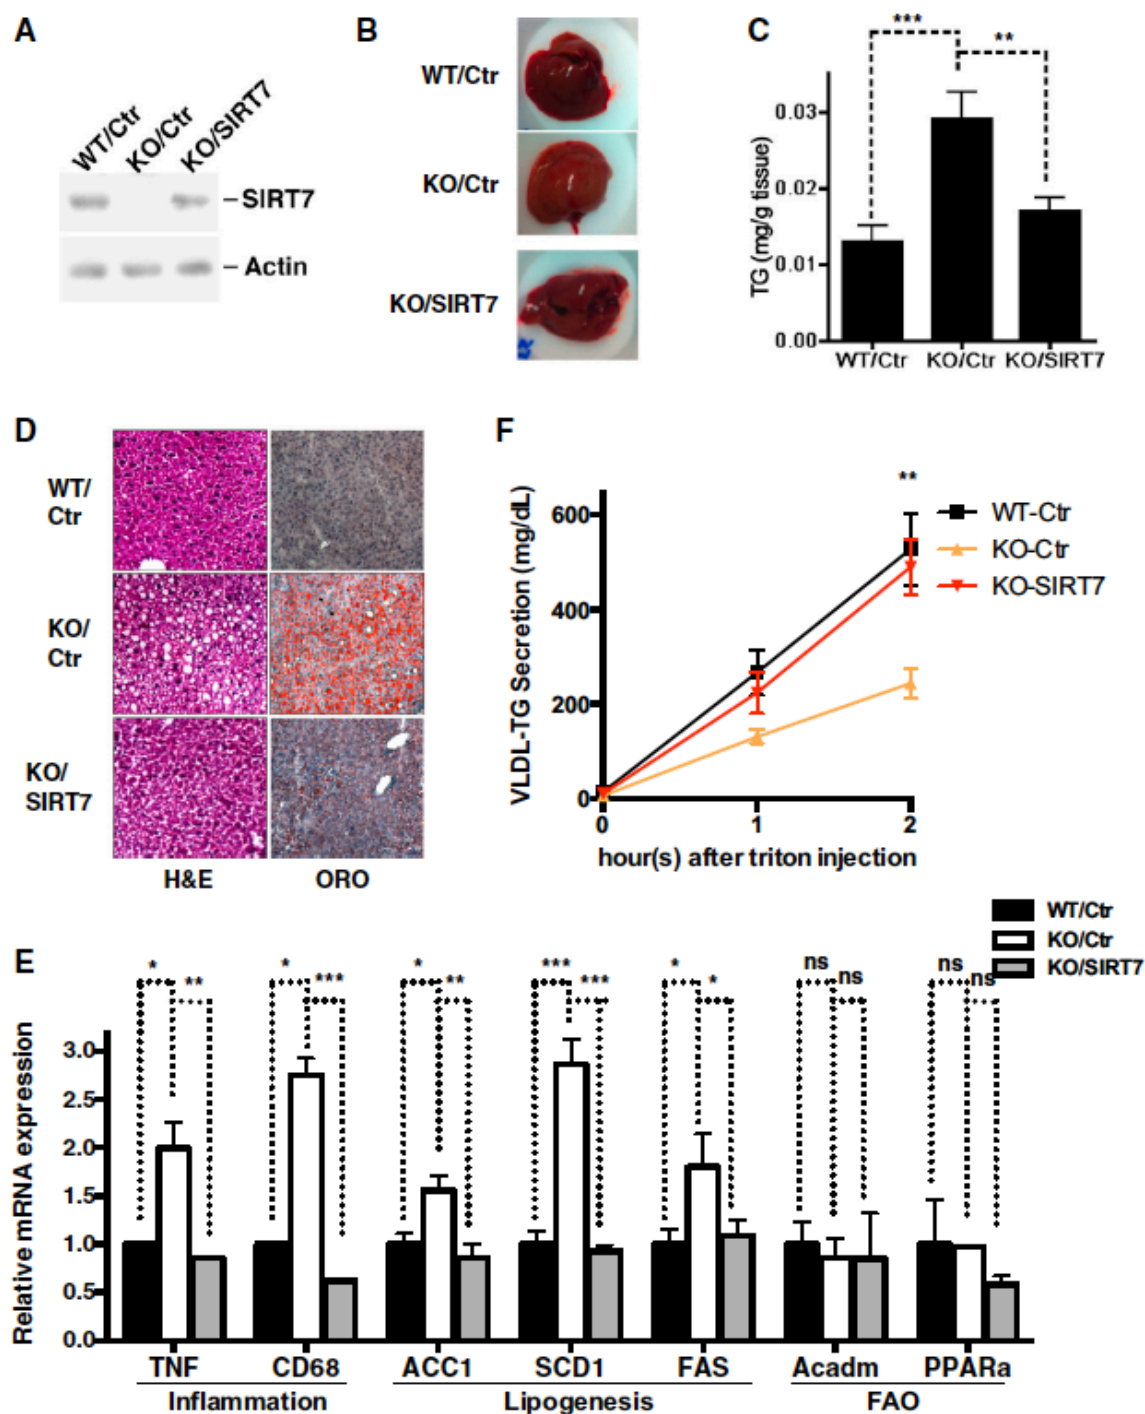 A
WT/Ctr
KO/Ctr
KO/SIRT7
SIRT7
Actin
B
WT/Ctr
KO/Ctr
KO/SIRT7
C
***
**
TG (mg/g tissue)
0.03
0.02
0.01
0.00
WT/Ctr KO/Ctr KO/SIRT7
D
WT/
Ctr
KO/
Ctr
KO/
SIRT7
H&E ORO
F
**
VLDL-TG Secretion (mg/dL)
600
400
200
0
0 1 2
hour(s) after triton injection
WT-Ctr
KO-Ctr
KO-SIRT7
E
WT/Ctr
KO/Ctr
KO/SIRT7
* ** * *** * ** *** *** * * ns ns ns ns
Relative mRNA expression
3.0
2.5
2.0
1.5
1.0
0.5
0.0
TNF CD68 ACC1 SCD1 FAS Acadm PPARa
Inflammation Lipogenesis FAO